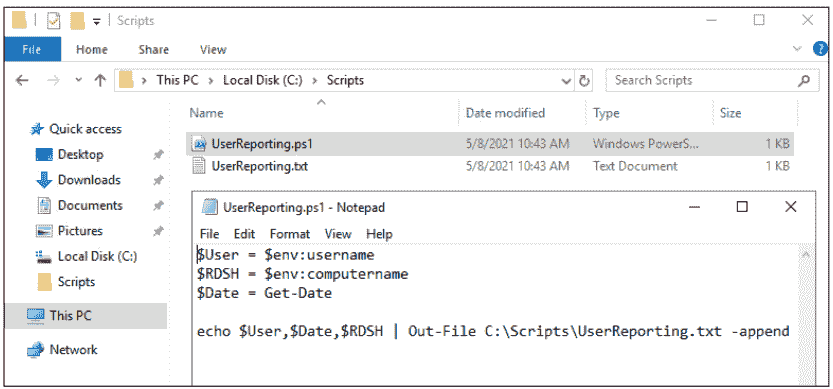 Scripts
File Home Share View
This PC > Local Disk (C:) > Scripts Search Scripts
Name Date modified Type Size
Quick access
UserReporting.ps1 5/8/2021 10:43 AM Windows PowerS... 1 KB
Desktop
UserReporting.txt 5/8/2021 10:43 AM Text Document 1 KB
Downloads
Documents
Pictures
Local Disk (C:)
Scripts
This PC
Network
UserReporting.ps1 - Notepad
File Edit Format View Help
$User = $env:username
$RDSH = $env:computername
$Date = Get-Date
echo $User,$Date,$RDSH | Out-File C:\Scripts\UserReporting.txt -append